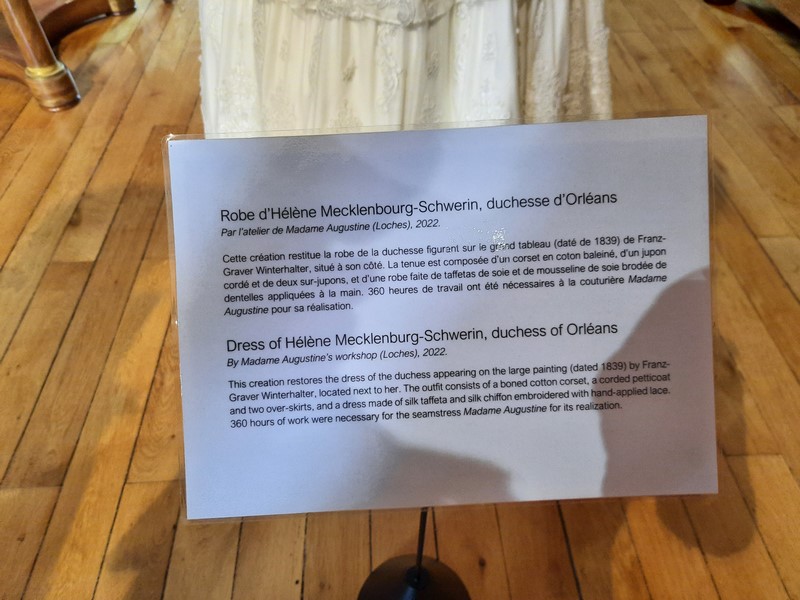 Robe d'Hélène Mecklenbourg-Schwerin, duchesse d'Orléans
Par l'atelier de Madame Augustine (Loches), 2022.
Cette création restitue la robe de la duchesse figurant sur le grand tableau (daté de 1839) de Franz-
Graver Winterhalter, situé à son côté. La tenue est composée d'un corset en coton baleiné, d'un jupon
cordé et de deux sur-jupons, et d'une robe faite de taffetas de soie et de mousseline de soie brodée de
dentelles appliquées à la main. 360 heures de travail ont été nécessaires à la couturière Madame
Augustine pour sa réalisation.
Dress of Hélène Mecklenburg-Schwerin, duchess of Orléans
By Madame Augustine's workshop (Loches), 2022.
This creation restores the dress of the duchess appearing on the large painting (dated 1839) by Franz-
Graver Winterhalter, located next to her. The outfit consists of a boned cotton corset, a corded petticoat
and two over-skirts, and a dress made of silk taffeta and silk chiffon embroidered with hand-applied lace.
360 hours of work were necessary for the seamstress Madame Augustine for its realization.